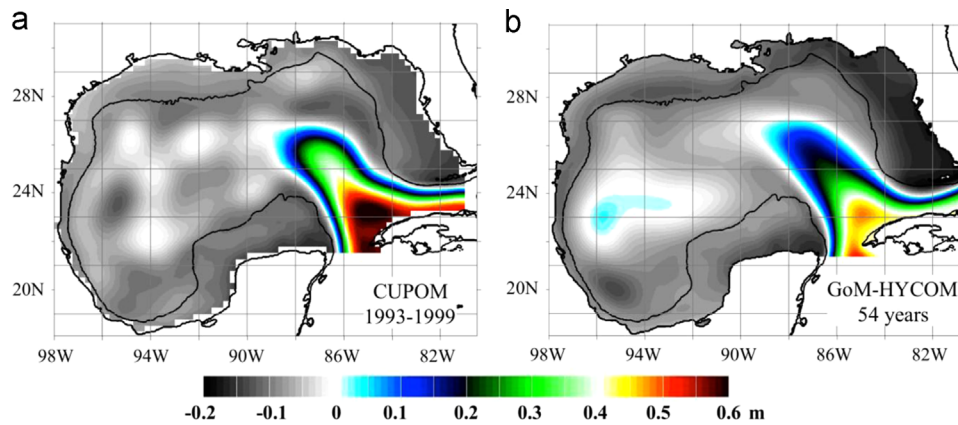 a
b
28N
24N
20N
CUPOM
1993-1999
98W 94W 90W 86W 82W
28N
24N
20N
GoM-HYCOM
54 years
98W 94W 90W 86W 82W
-0.2 -0.1 0 0.1 0.2 0.3 0.4 0.5 0.6 m